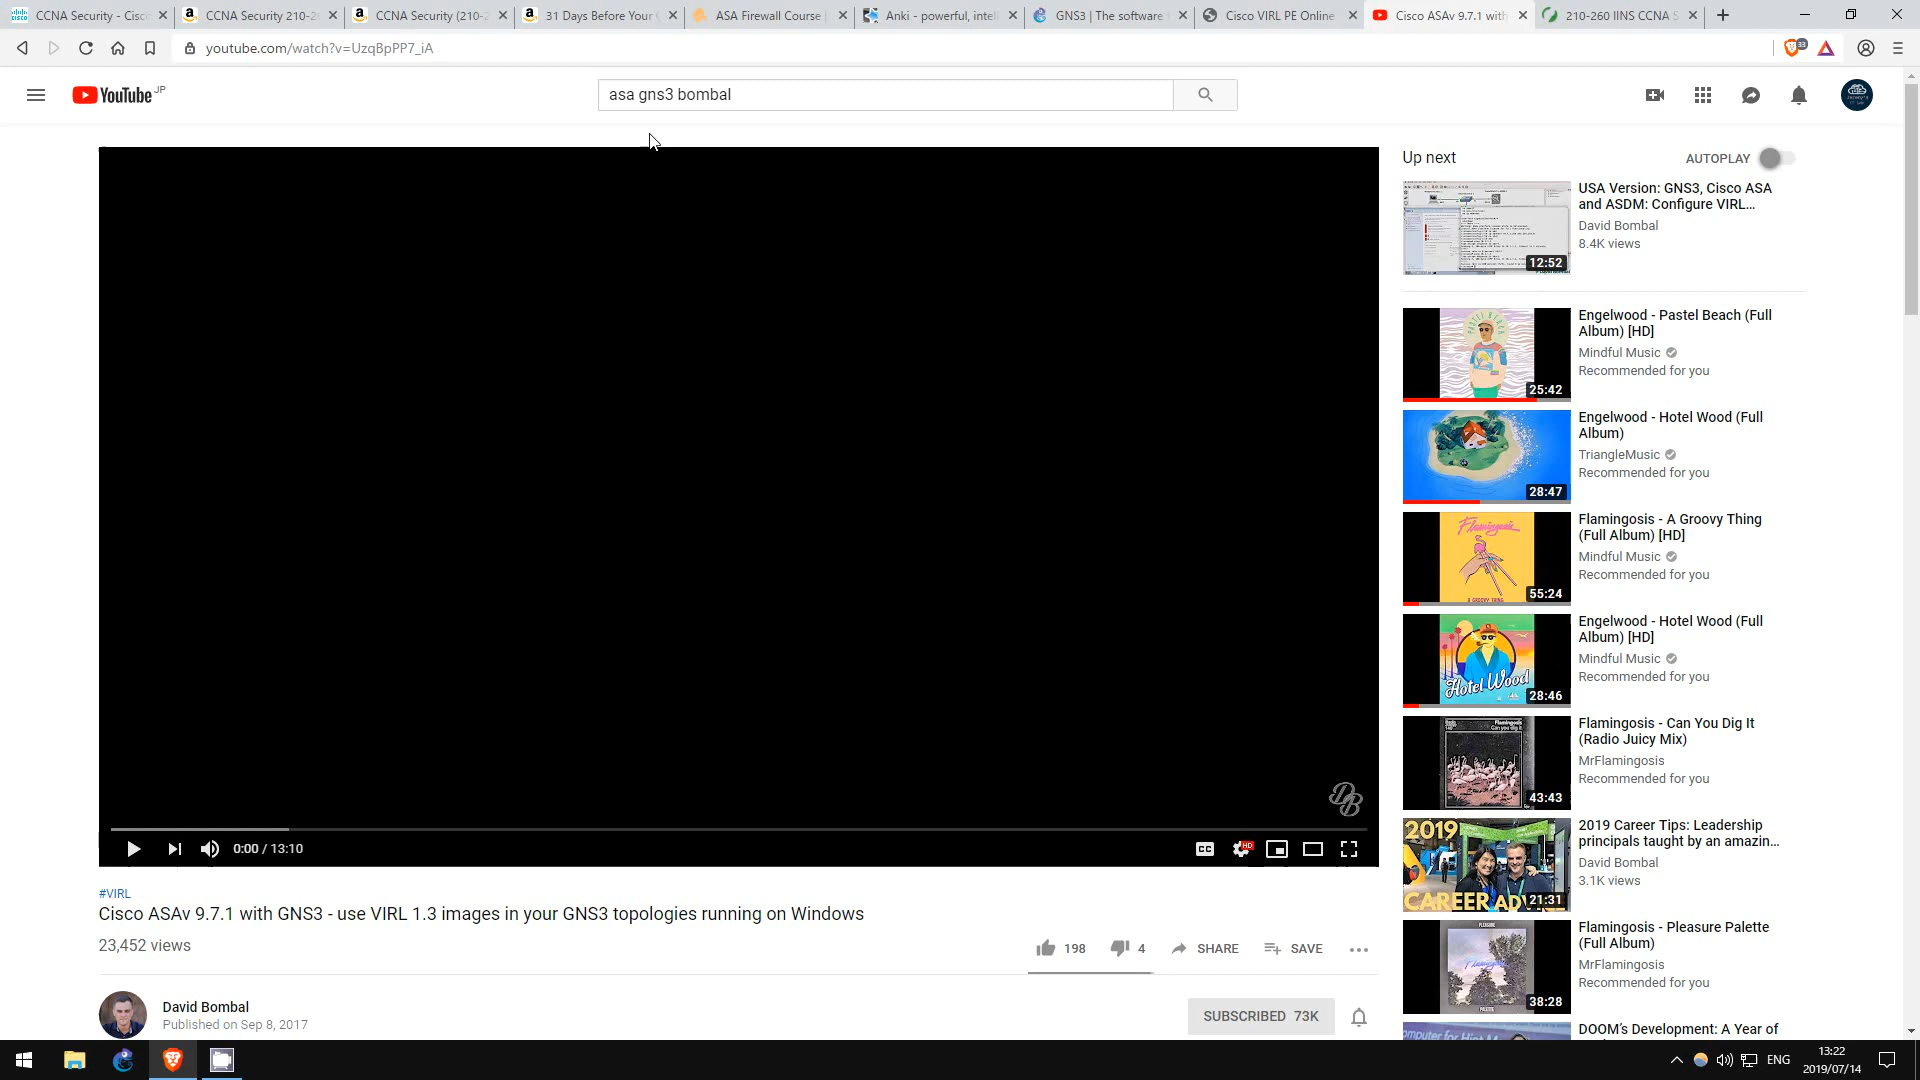 CCNA Security - Cisc
CCNA Security 210-2
CCNA Security (210-2
31 Days Before Your
ASA Firewall Course
Anki - powerful, intell
GNS3 | The software
Cisco VIRL PE Online
Cisco ASAv 9.7.1 with
210-260 IINS CCNA S
youtube.com/watch?v=UzqBpPP7_iA
33
YouTube JP
asa gns3 bombal
Up next
AUTOPLAY
USA Version: GNS3, Cisco ASA
and ASDM: Configure VIRL...
David Bombal
8.4K views
12:52
Engelwood - Pastel Beach (Full
Album) [HD]
Mindful Music
Recommended for you
25:42
Engelwood - Hotel Wood (Full
Album)
TriangleMusic
Recommended for you
28:47
Flamingosis - A Groovy Thing
(Full Album) [HD]
Mindful Music
Recommended for you
Flamingosis
A GROOVY THING
55:24
Engelwood - Hotel Wood (Full
Album) [HD]
Mindful Music
Recommended for you
Hotel Wood
28:46
Flamingosis - Can You Dig It
(Radio Juicy Mix)
MrFlamingosis
Recommended for you
43:43
2019 Career Tips: Leadership
principals taught by an amazin...
David Bombal
3.1K views
2019
CAREER ADV
21:31
Flamingosis - Pleasure Palette
(Full Album)
MrFlamingosis
Recommended for you
PLEASURE
38:28
DOOM's Development: A Year of
DB
0:00 / 13:10
CC
HD
#VIRL
Cisco ASAv 9.7.1 with GNS3 - use VIRL 1.3 images in your GNS3 topologies running on Windows
23,452 views
198
4
SHARE
SAVE
David Bombal
Published on Sep 8, 2017
SUBSCRIBED 73K
ENG
13:22
2019/07/14